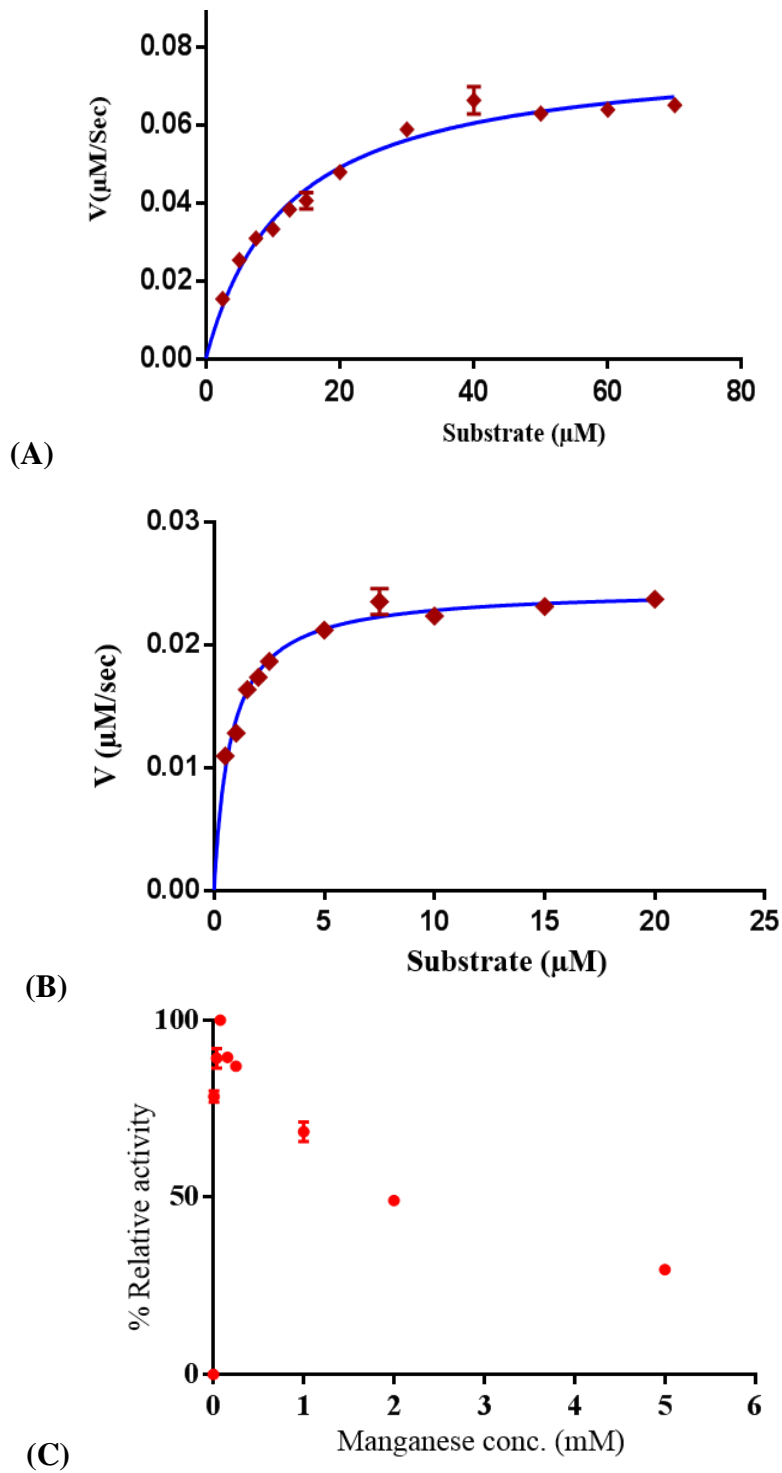 0.08
0.06
0.04
0.02
0.00
V(µM/Sec)
0 20 40 60 80
Substrate (µM)
(A)
0.03
0.02
0.01
0.00
V (µM/sec)
0 5 10 15 20 25
Substrate (µM)
(B)
100
50
0
% Relative activity
0 1 2 3 4 5 6
Manganese conc. (mM)
(C)